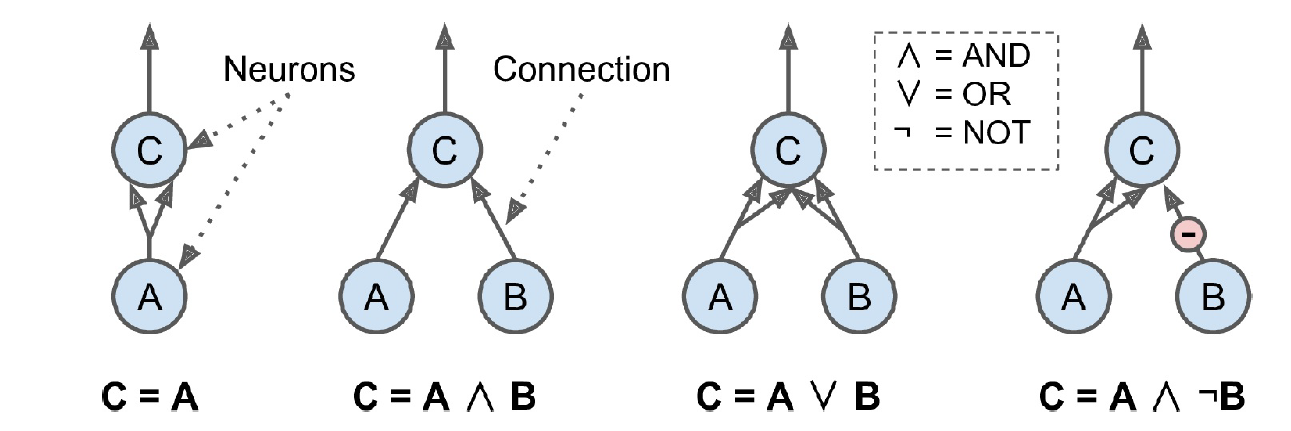 Neurons
Connection
∧ = AND
∨ = OR
¬ = NOT
C
C
C
C
-
A
A
B
A
B
A
B
C = A
C = A ∧ B
C = A ∨ B
C = A ∧ ¬B